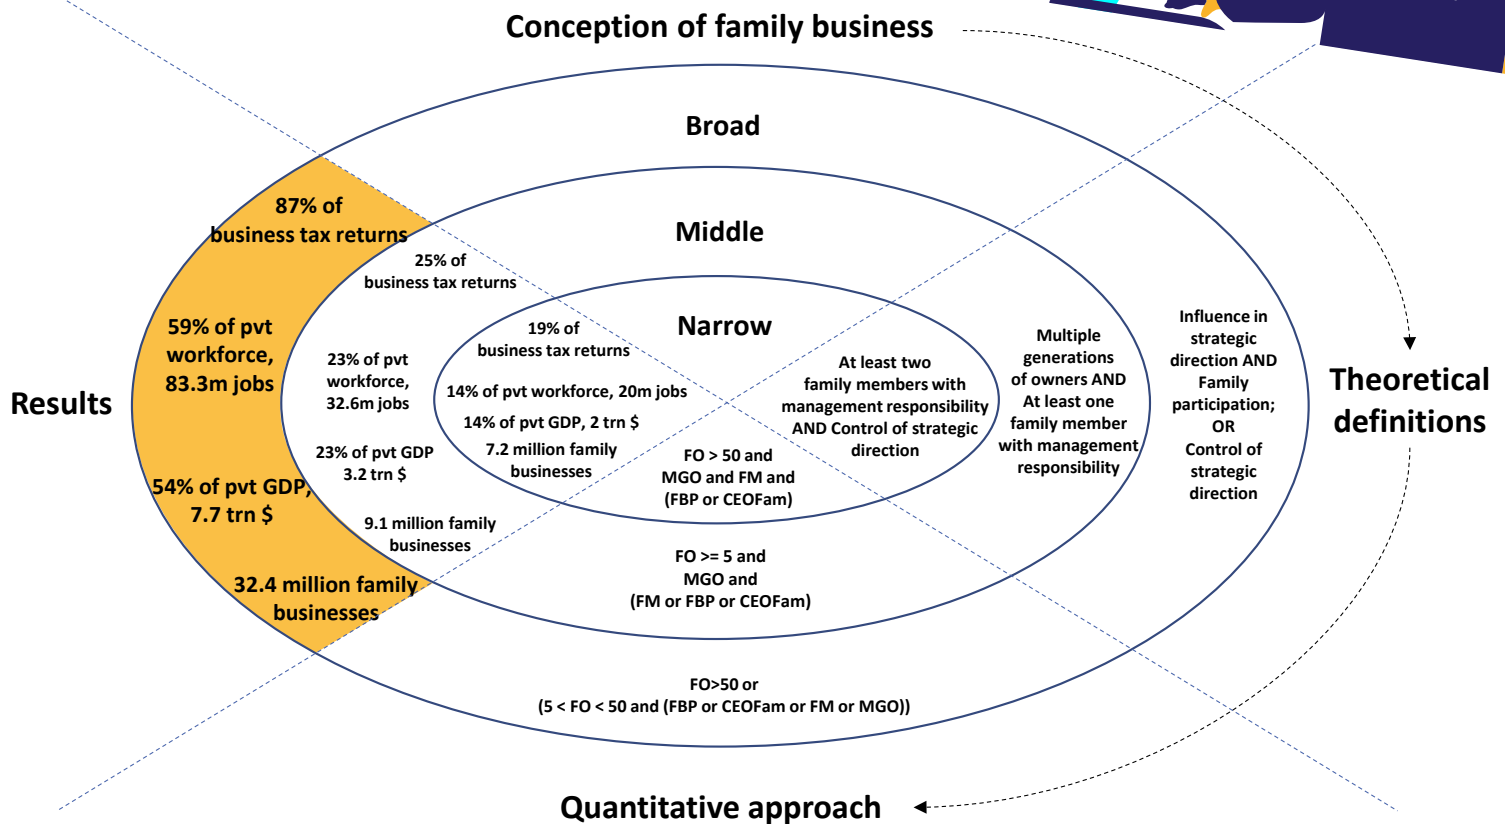 Conception of family business
Broad
Middle
Narrow
Results
87% of
business tax returns
59% of pvt
workforce,
83.3m jobs
54% of pvt GDP,
7.7 trn $
32.4 million family
businesses
25% of
business tax returns
23% of pvt
workforce,
32.6m jobs
23% of pvt GDP
3.2 trn $
9.1 million family
businesses
19% of
business tax returns
14% of pvt workforce, 20m jobs
14% of pvt GDP, 2 trn $
7.2 million family
businesses
At least two
family members with
management responsibility
AND Control of strategic
direction
Multiple
generations
of owners AND
At least one
family member
with management
responsibility
Influence in
strategic
direction AND
Family
participation;
OR
Control of
strategic
direction
Theoretical
definitions
FO > 50 and
MGO and FM and
(FBP or CEOFam)
FO >= 5 and
MGO and
(FM or FBP or CEOFam)
FO>50 or
(5 < FO < 50 and (FBP or CEOFam or FM or MGO))
Quantitative approach